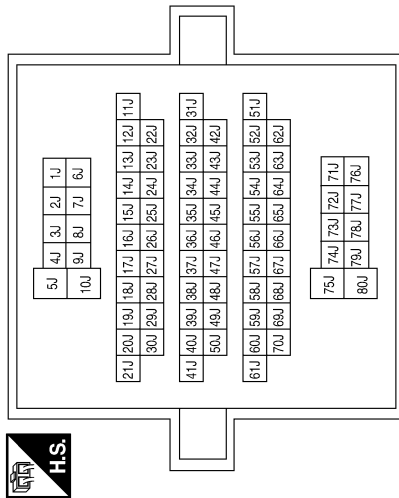 H.S.
5J 4J 3J 2J 1J
10J 9J 8J 7J 6J
21J 20J 19J 18J 17J 16J 15J 14J 13J 12J 11J
30J 29J 28J 27J 26J 25J 24J 23J 22J
41J 40J 39J 38J 37J 36J 35J 34J 33J 32J 31J
50J 49J 48J 47J 46J 45J 44J 43J 42J
61J 60J 59J 58J 57J 56J 55J 54J 53J 52J 51J
70J 69J 68J 67J 66J 65J 64J 63J 62J
75J 74J 73J 72J 71J
80J 79J 78J 77J 76J